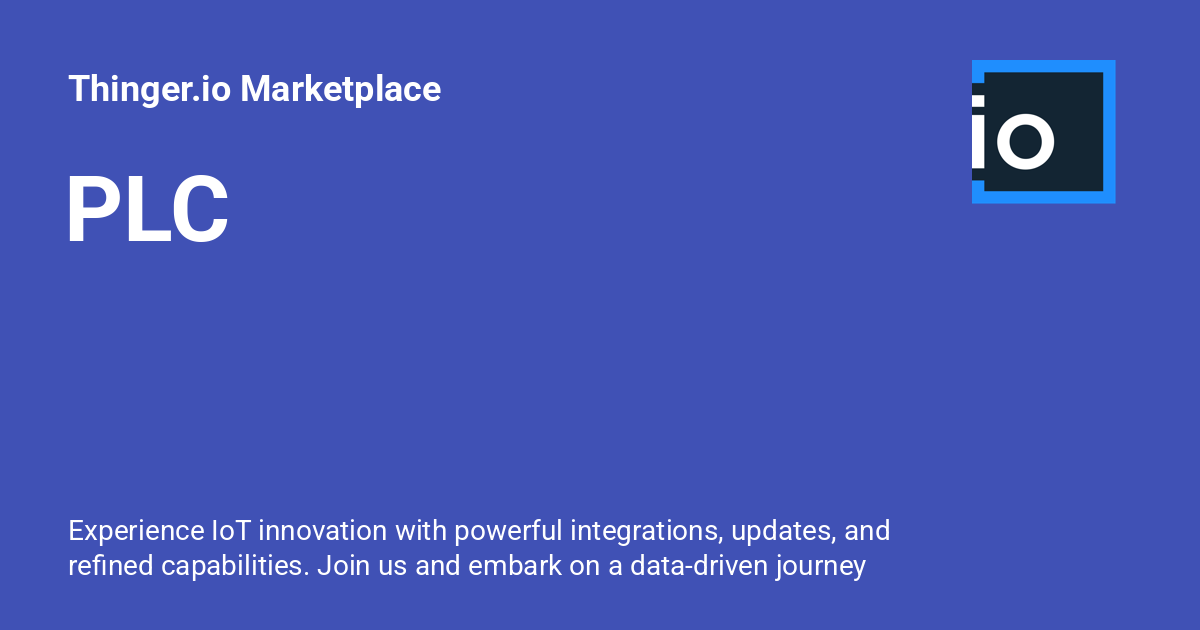 Thinger.io Marketplace
io
PLC
Experience IoT innovation with powerful integrations, updates, and
refined capabilities. Join us and embark on a data-driven journey